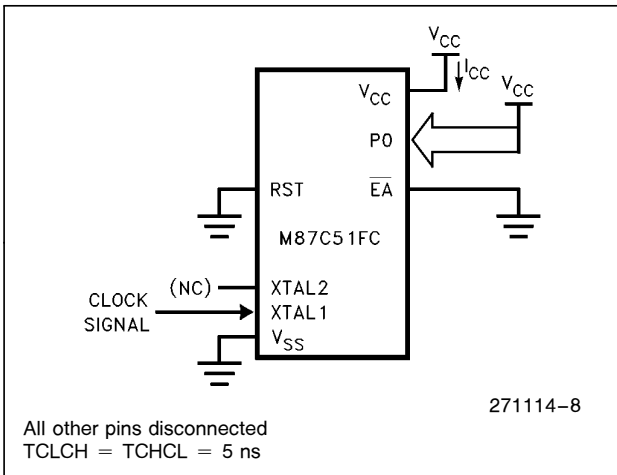 VCC
ICC
VCC
VCC
P0
RST
EA
M87C51FC
(NC)
XTAL2
CLOCK
SIGNAL
XTAL1
VSS
271114–8
All other pins disconnected
TCLCH = TCHCL = 5 ns